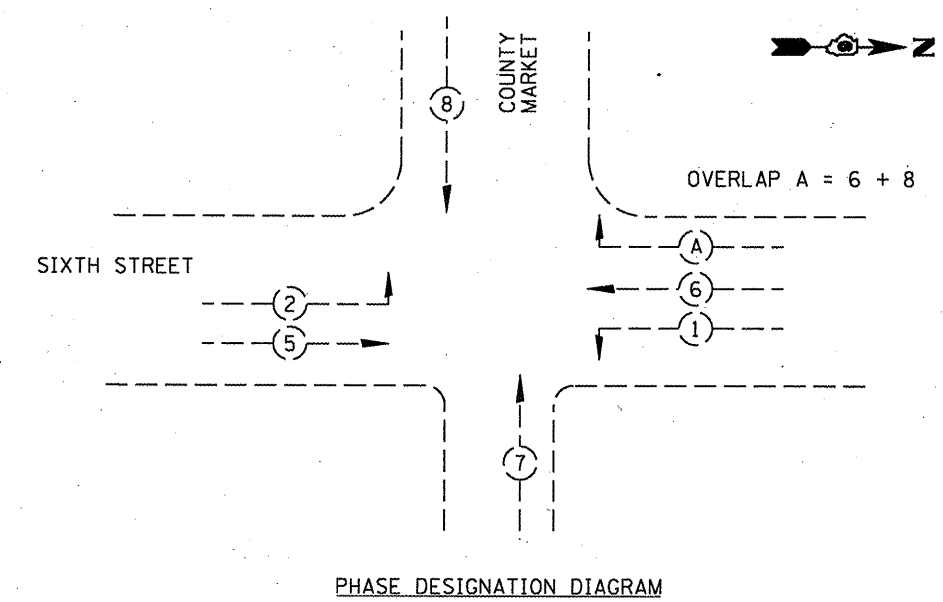 COUNTY
MARKET
N
8
OVERLAP A = 6 + 8
SIXTH STREET
A
2
6
5
1
7
PHASE DESIGNATION DIAGRAM